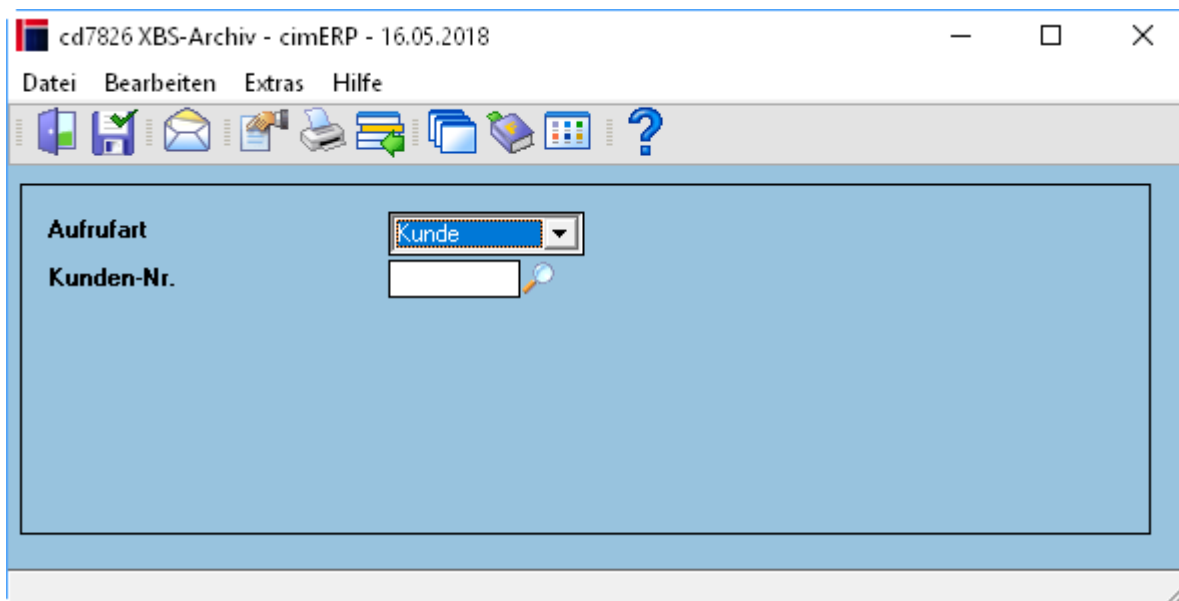 cd7826 XBS-Archiv - cimERP - 16.05.2018
Datei Bearbeiten Extras Hilfe
Aufrufart Kunde
Kunden-Nr.